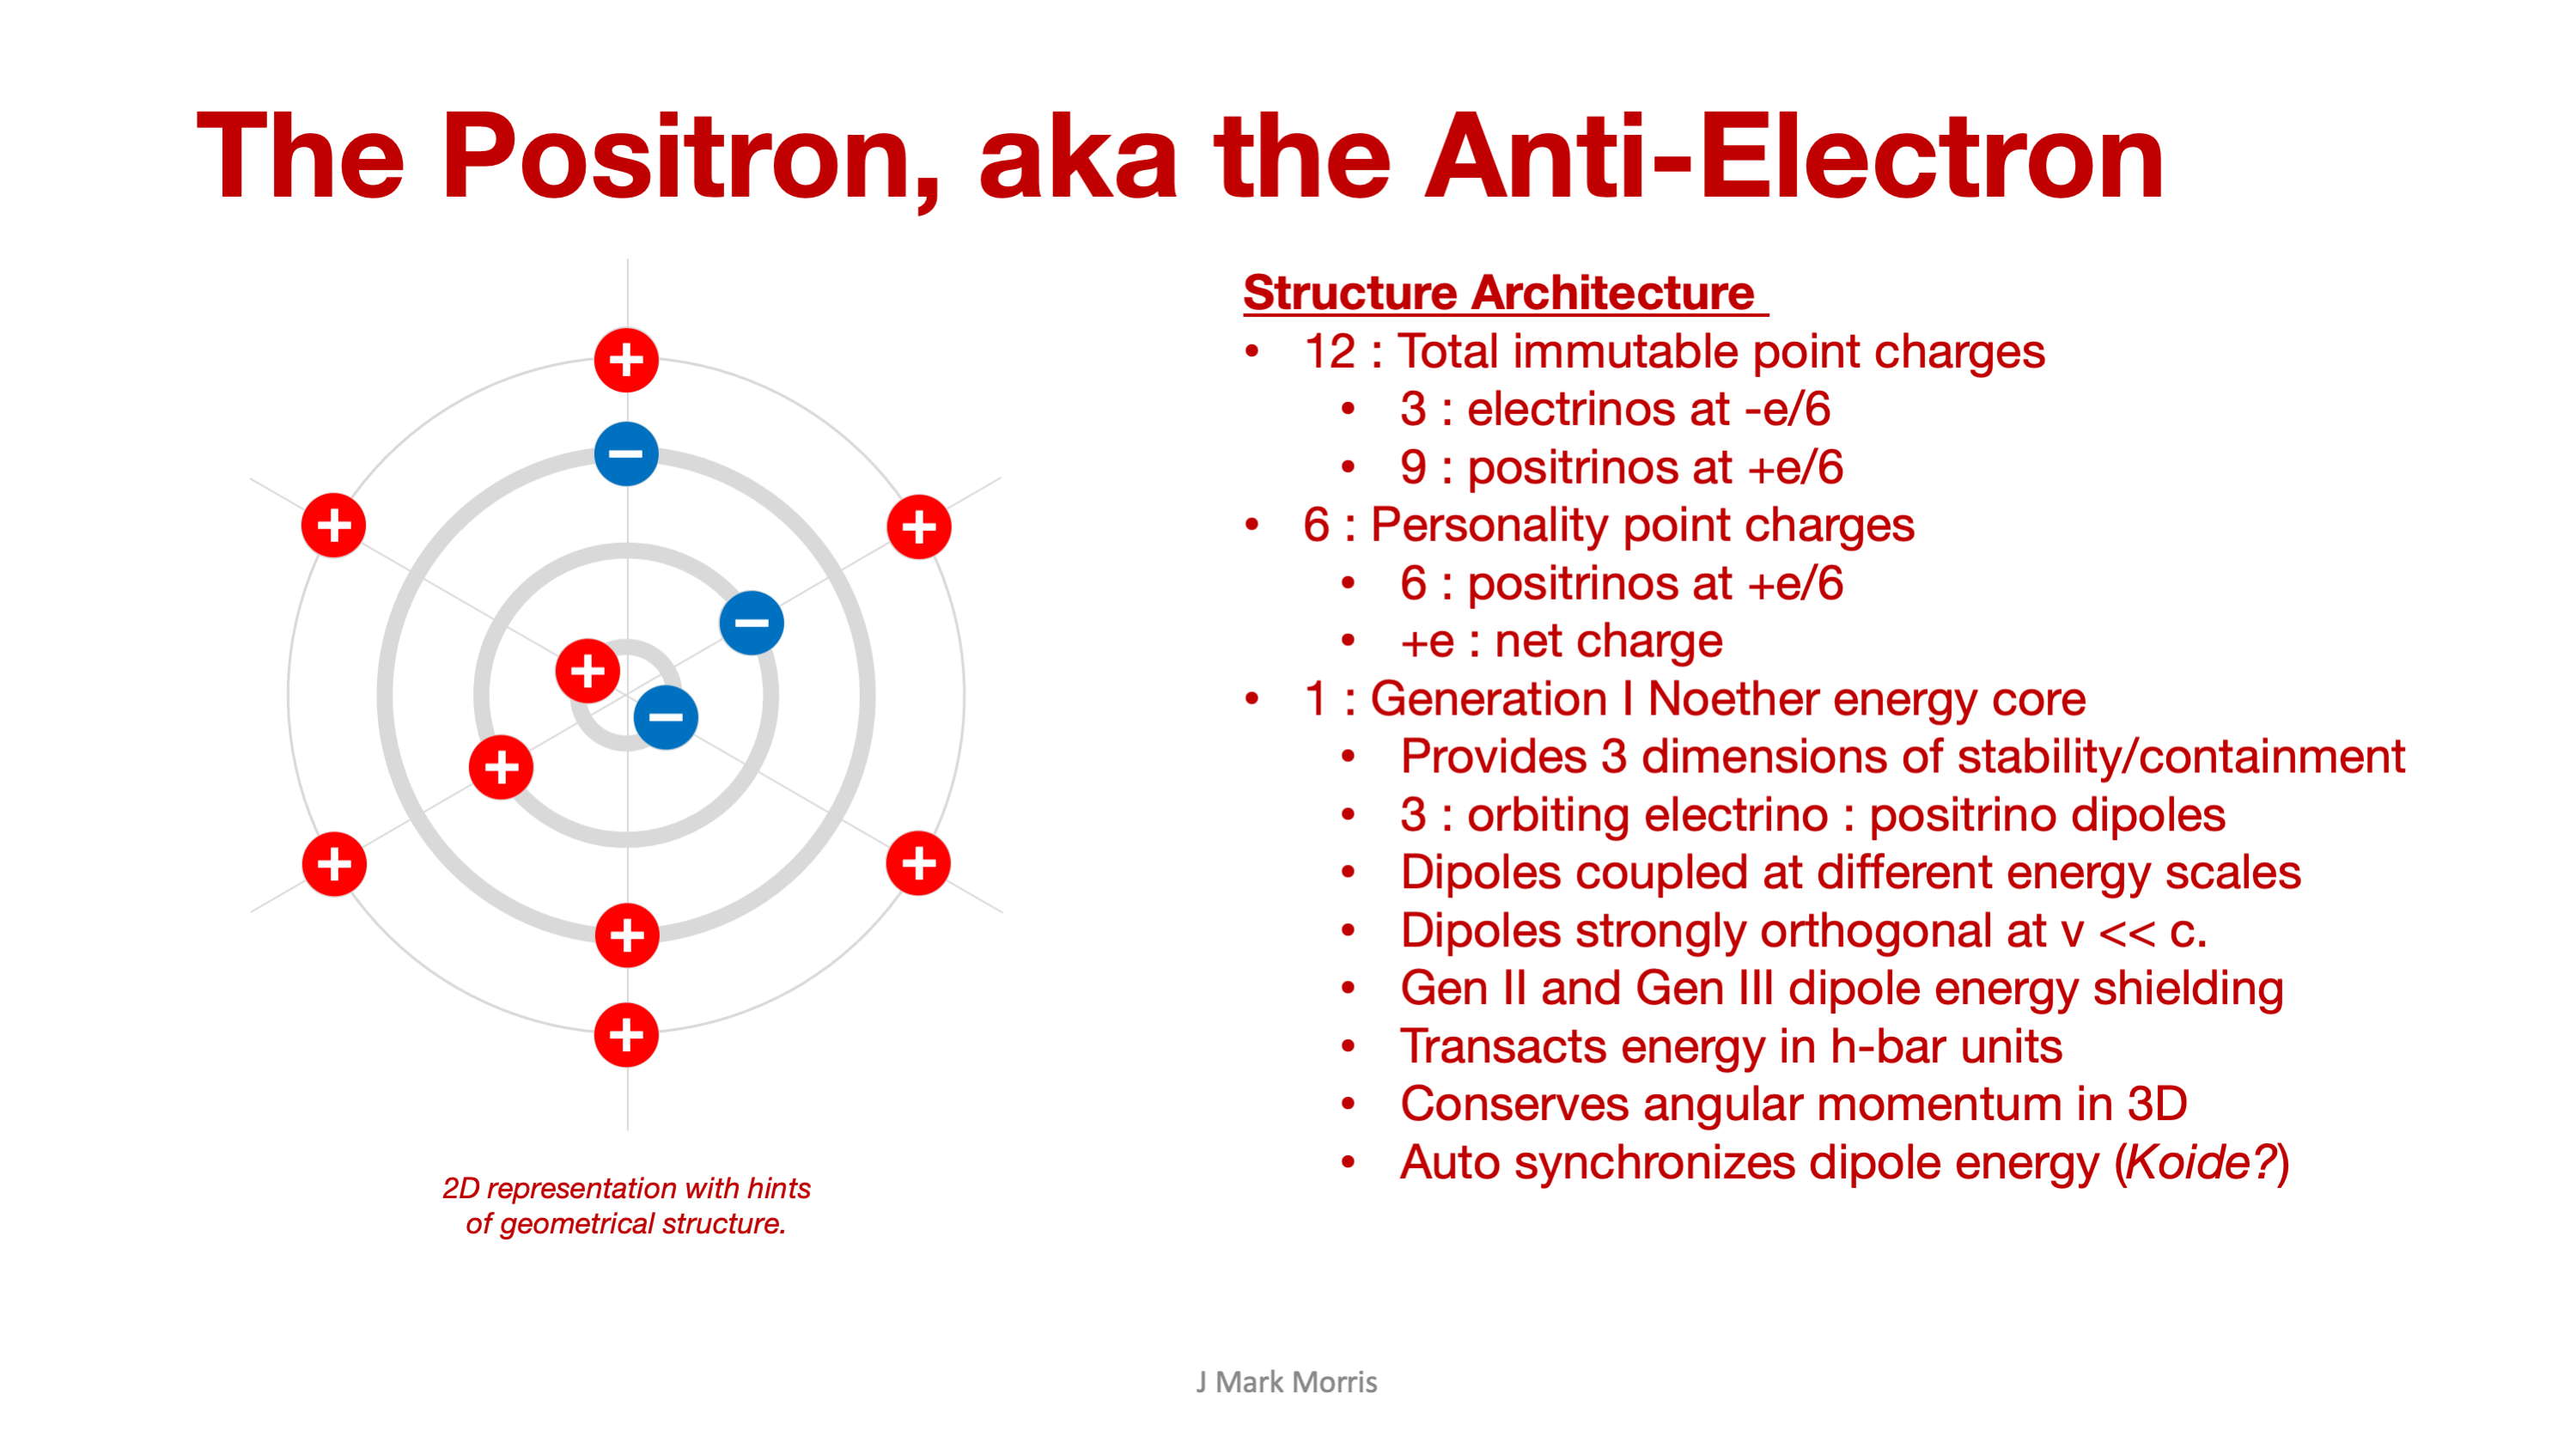 The Positron, aka the Anti-Electron
+
−
+
+
−
+
−
+
+
+
+
+
2D representation with hints
of geometrical structure.
Structure Architecture
• 12 : Total immutable point charges
• 3 : electrinos at -e/6
• 9 : positrinos at +e/6
• 6 : Personality point charges
• 6 : positrinos at +e/6
• +e : net charge
• 1 : Generation I Noether energy core
• Provides 3 dimensions of stability/containment
• 3 : orbiting electrino : positrino dipoles
• Dipoles coupled at different energy scales
• Dipoles strongly orthogonal at v << c.
• Gen II and Gen III dipole energy shielding
• Transacts energy in h-bar units
• Conserves angular momentum in 3D
• Auto synchronizes dipole energy (Koide?)
J Mark Morris